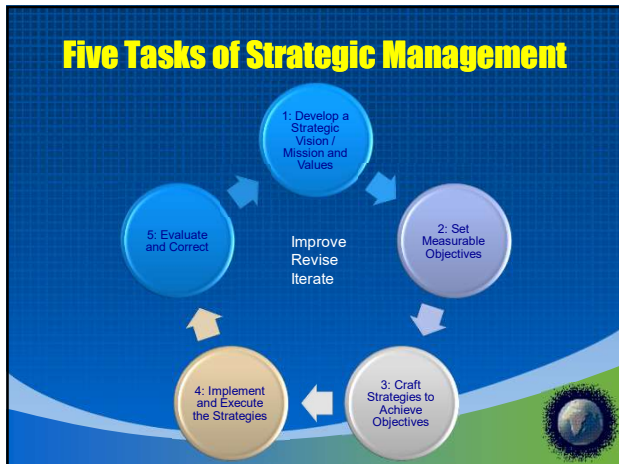 Five Tasks of Strategic Management
1: Develop a
Strategic
Vision /
Mission and
Values
2: Set
Measurable
Objectives
3: Craft
Strategies to
Achieve
Objectives
4: Implement
and Execute
the Strategies
5: Evaluate
and Correct
Improve
Revise
Iterate